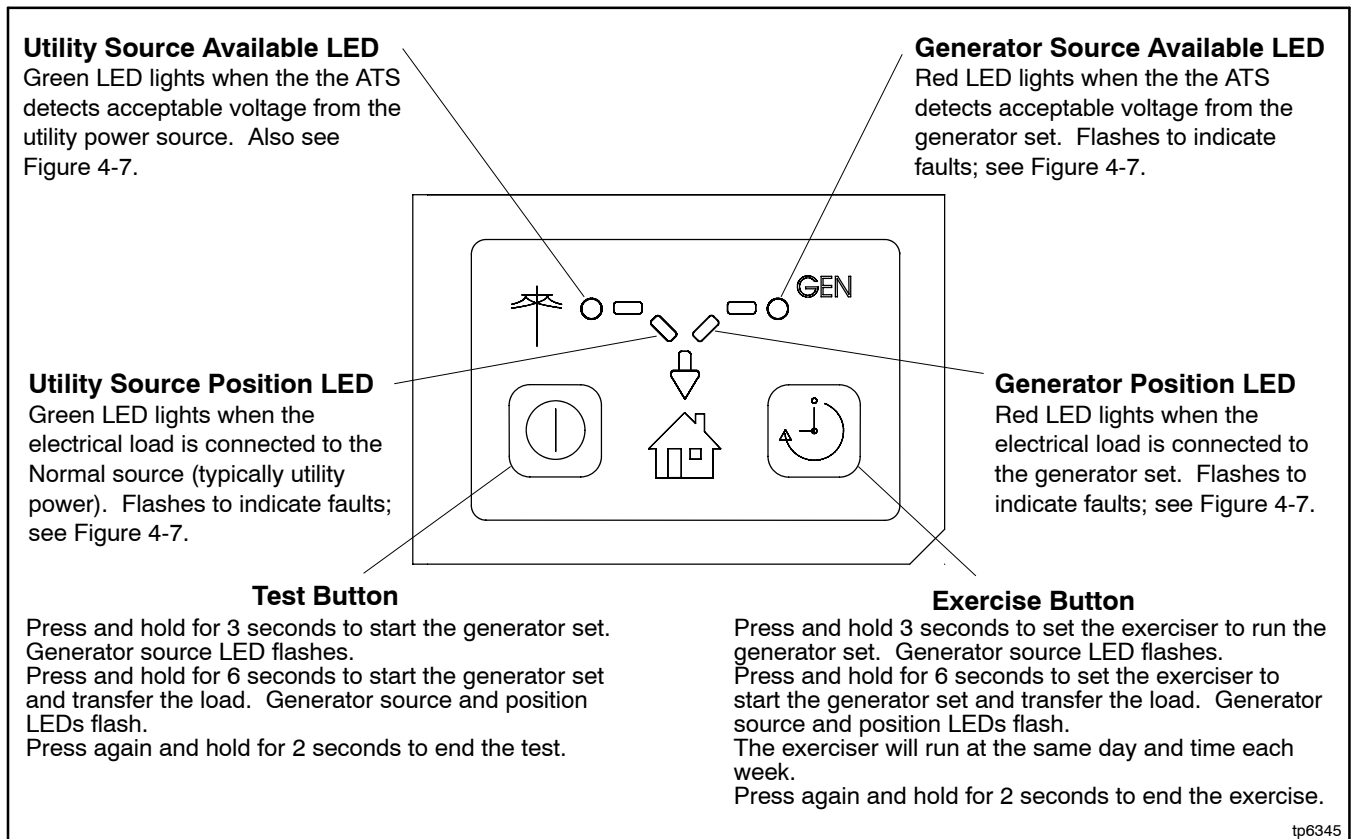 Utility Source Available LED
Green LED lights when the the ATS
detects acceptable voltage from the
utility power source. Also see
Figure 4-7.
Generator Source Available LED
Red LED lights when the the ATS
detects acceptable voltage from the
generator set. Flashes to indicate
faults; see Figure 4-7.
GEN
Utility Source Position LED
Green LED lights when the
electrical load is connected to the
Normal source (typically utility
power). Flashes to indicate faults;
see Figure 4-7.
Generator Position LED
Red LED lights when the
electrical load is connected to
the generator set. Flashes to
indicate faults; see Figure 4-7.
Test Button
Press and hold for 3 seconds to start the generator set.
Generator source LED flashes.
Press and hold for 6 seconds to start the generator set
and transfer the load. Generator source and position
LEDs flash.
Press again and hold for 2 seconds to end the test.
Exercise Button
Press and hold 3 seconds to set the exerciser to run the
generator set. Generator source LED flashes.
Press and hold for 6 seconds to set the exerciser to
start the generator set and transfer the load. Generator
source and position LEDs flash.
The exerciser will run at the same day and time each
week.
Press again and hold for 2 seconds to end the exercise.
tp6345